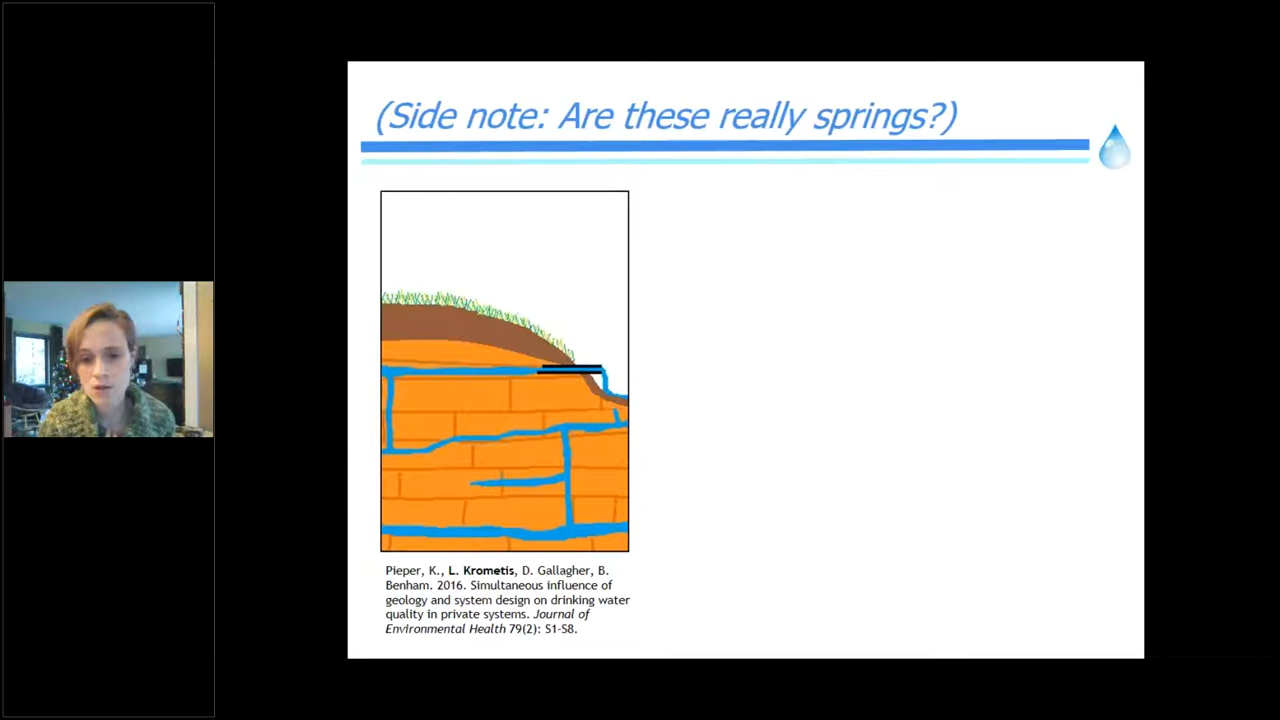 (Side note: Are these really springs?)
Pieper, K., L. Krometis, D. Gallagher, B.
Benham. 2016. Simultaneous influence of
geology and system design on drinking water
quality in private systems. Journal of
Environmental Health 79(2): S1-S8.